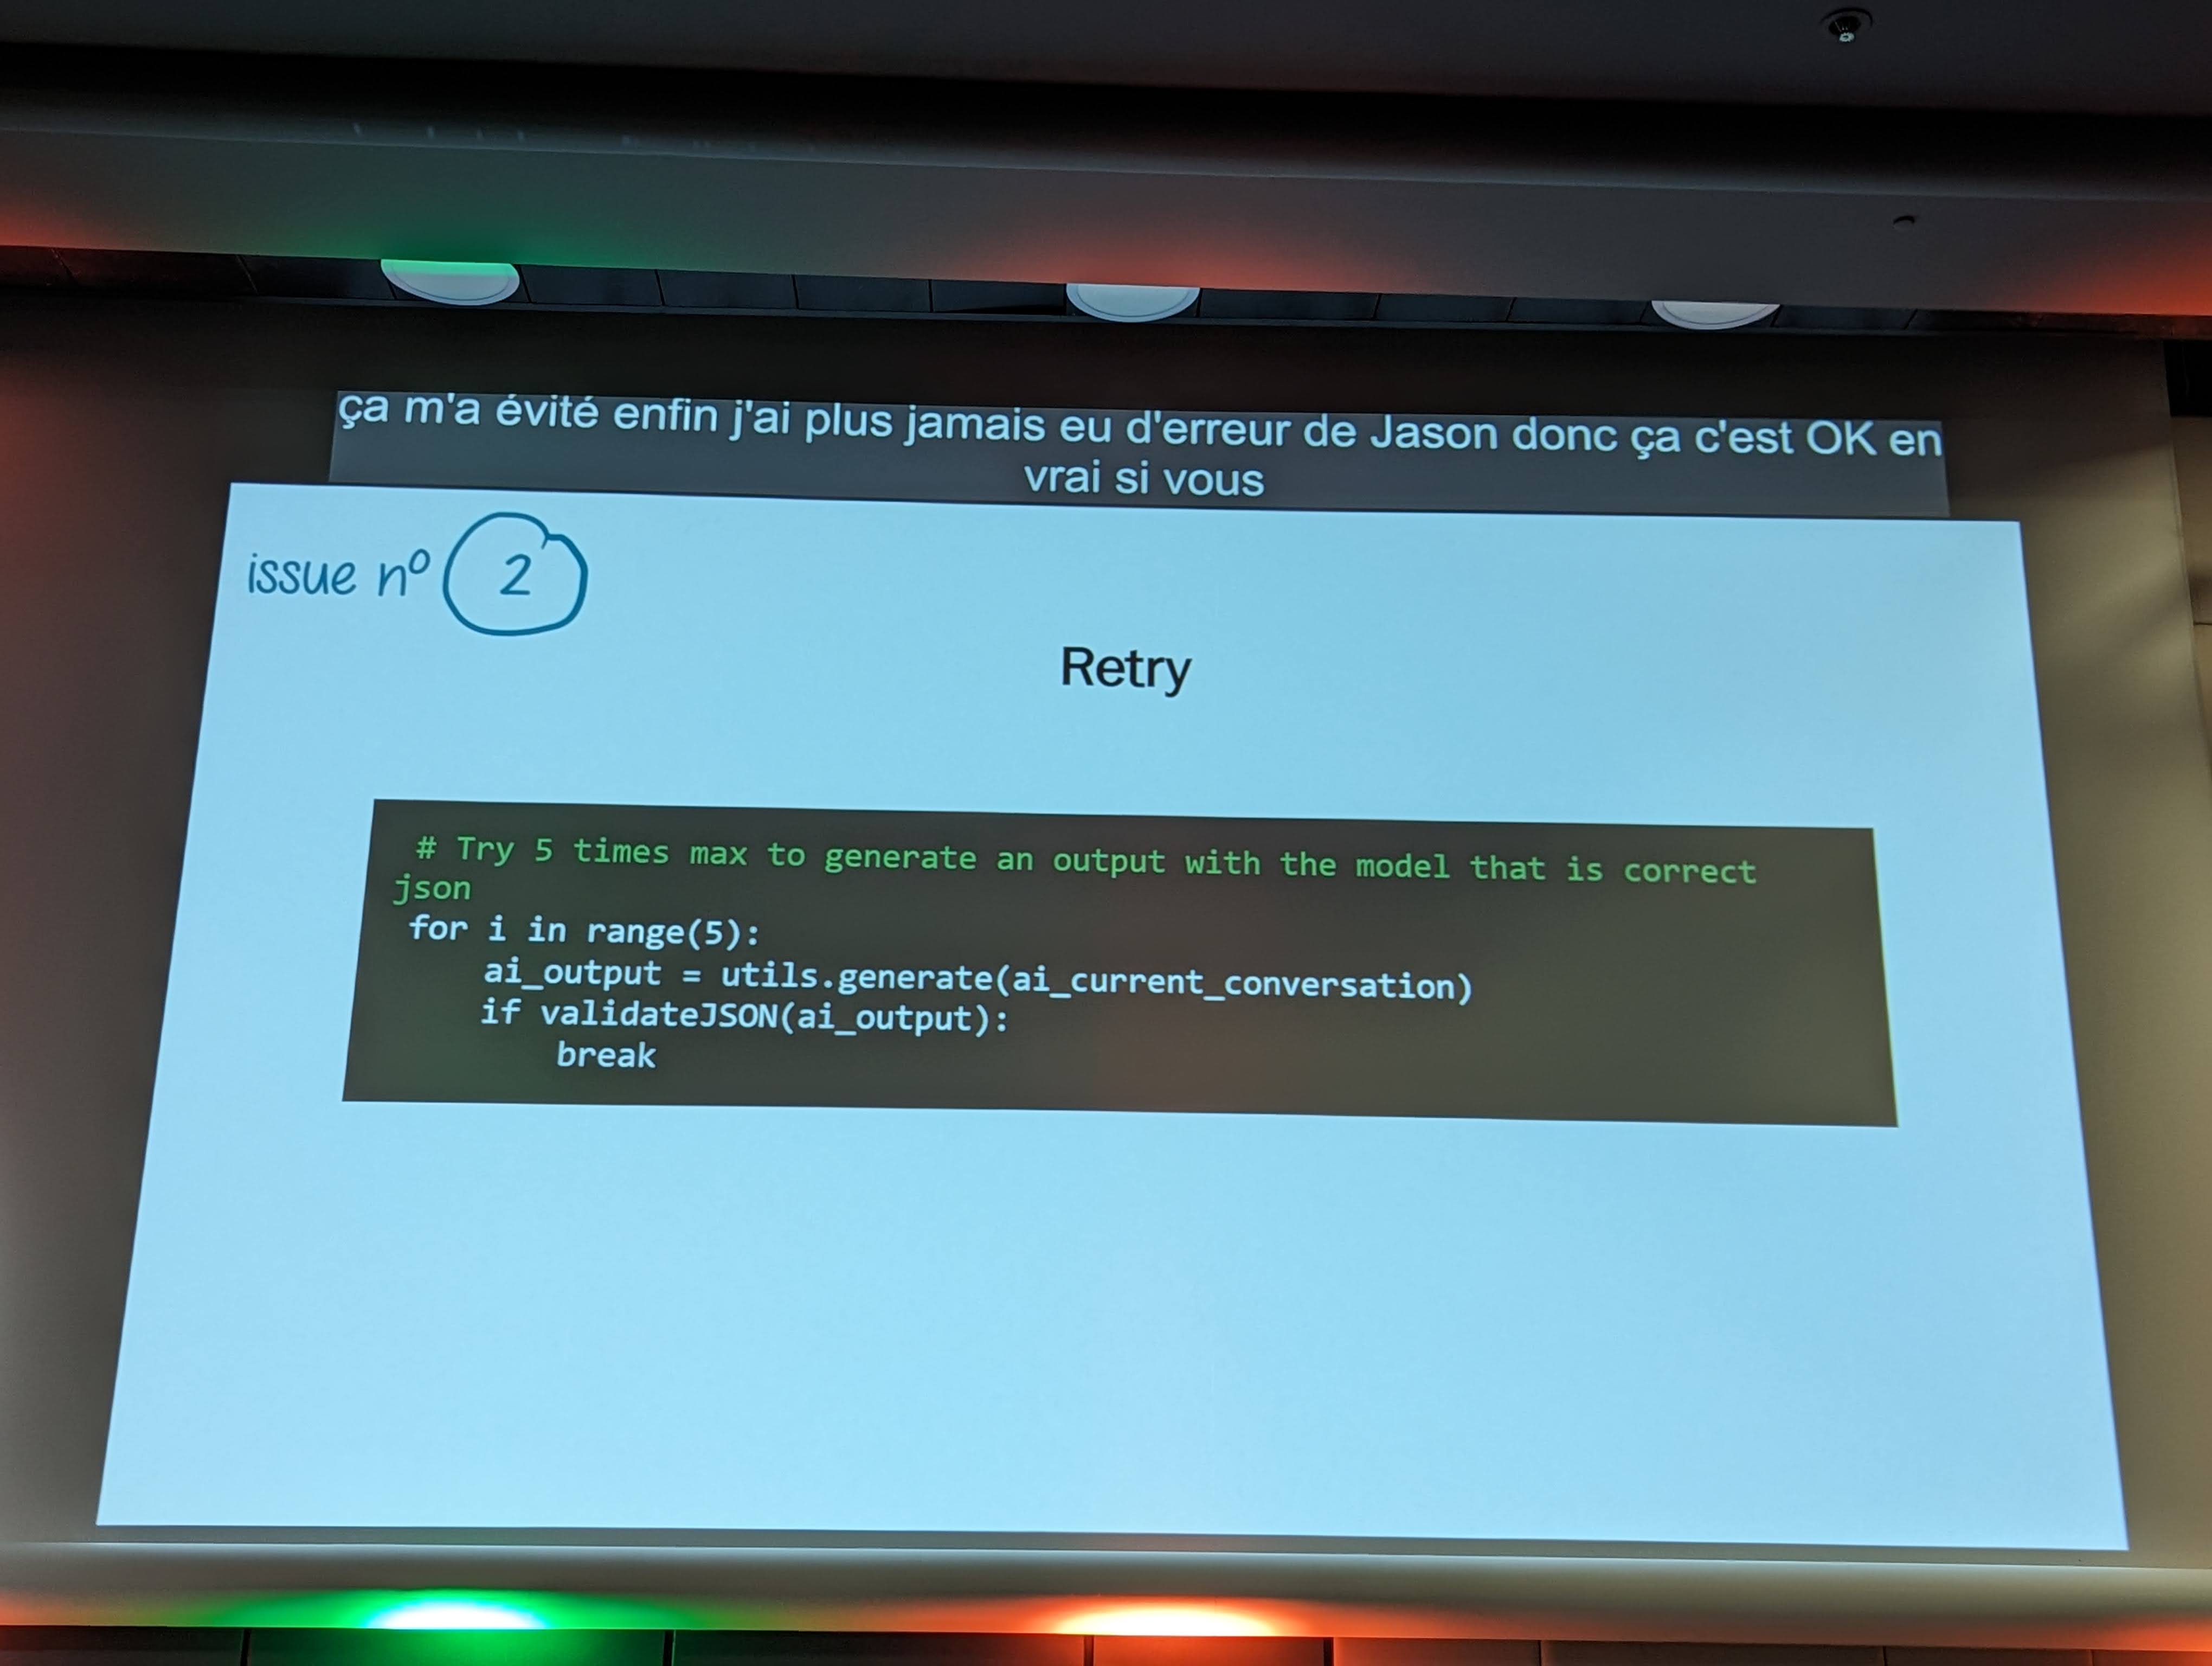 ça m'a évité enfin j'ai plus jamais eu d'erreur de Jason donc ça c'est OK en
vrai si vous
issue nº 2
Retry
# Try 5 times max to generate an output with the model that is correct
json
for i in range(5):
    ai_output = utils.generate(ai_current_conversation)
    if validateJSON(ai_output):
        break